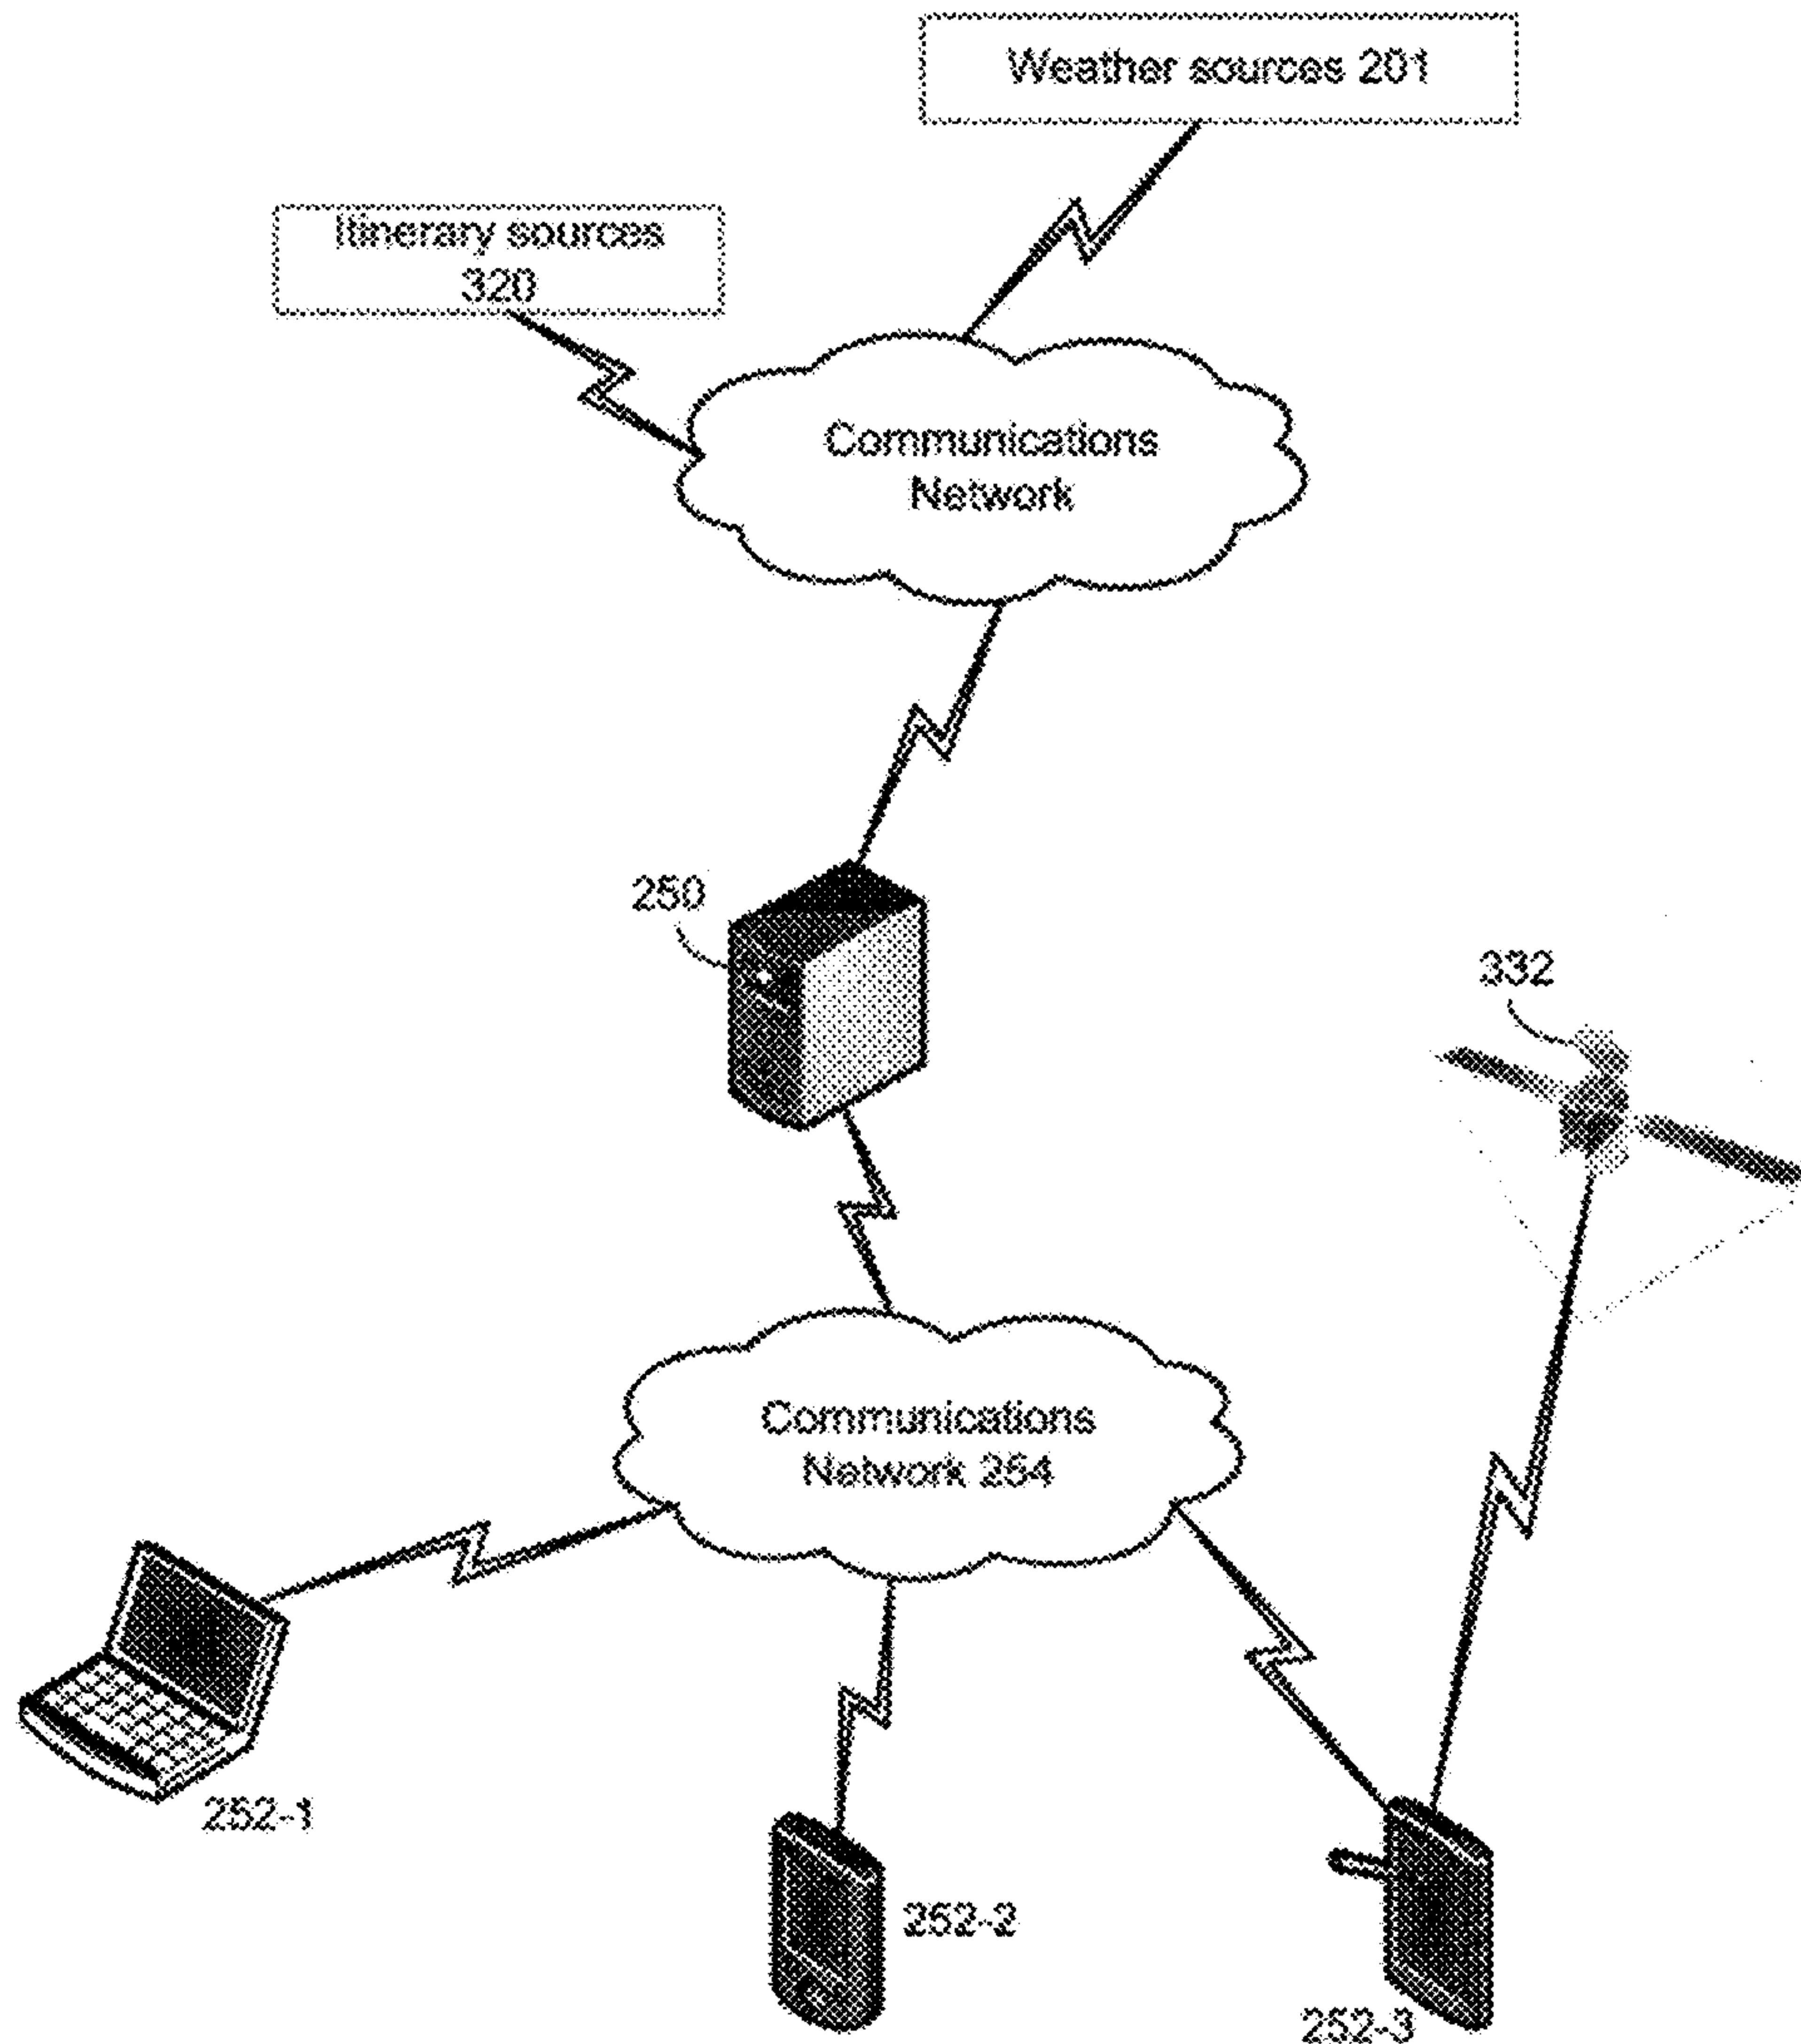 Weather sources 201
Itinerary sources
320
Communications
Network
250
332
Communications
Network 254
252-1
252-2
252-3